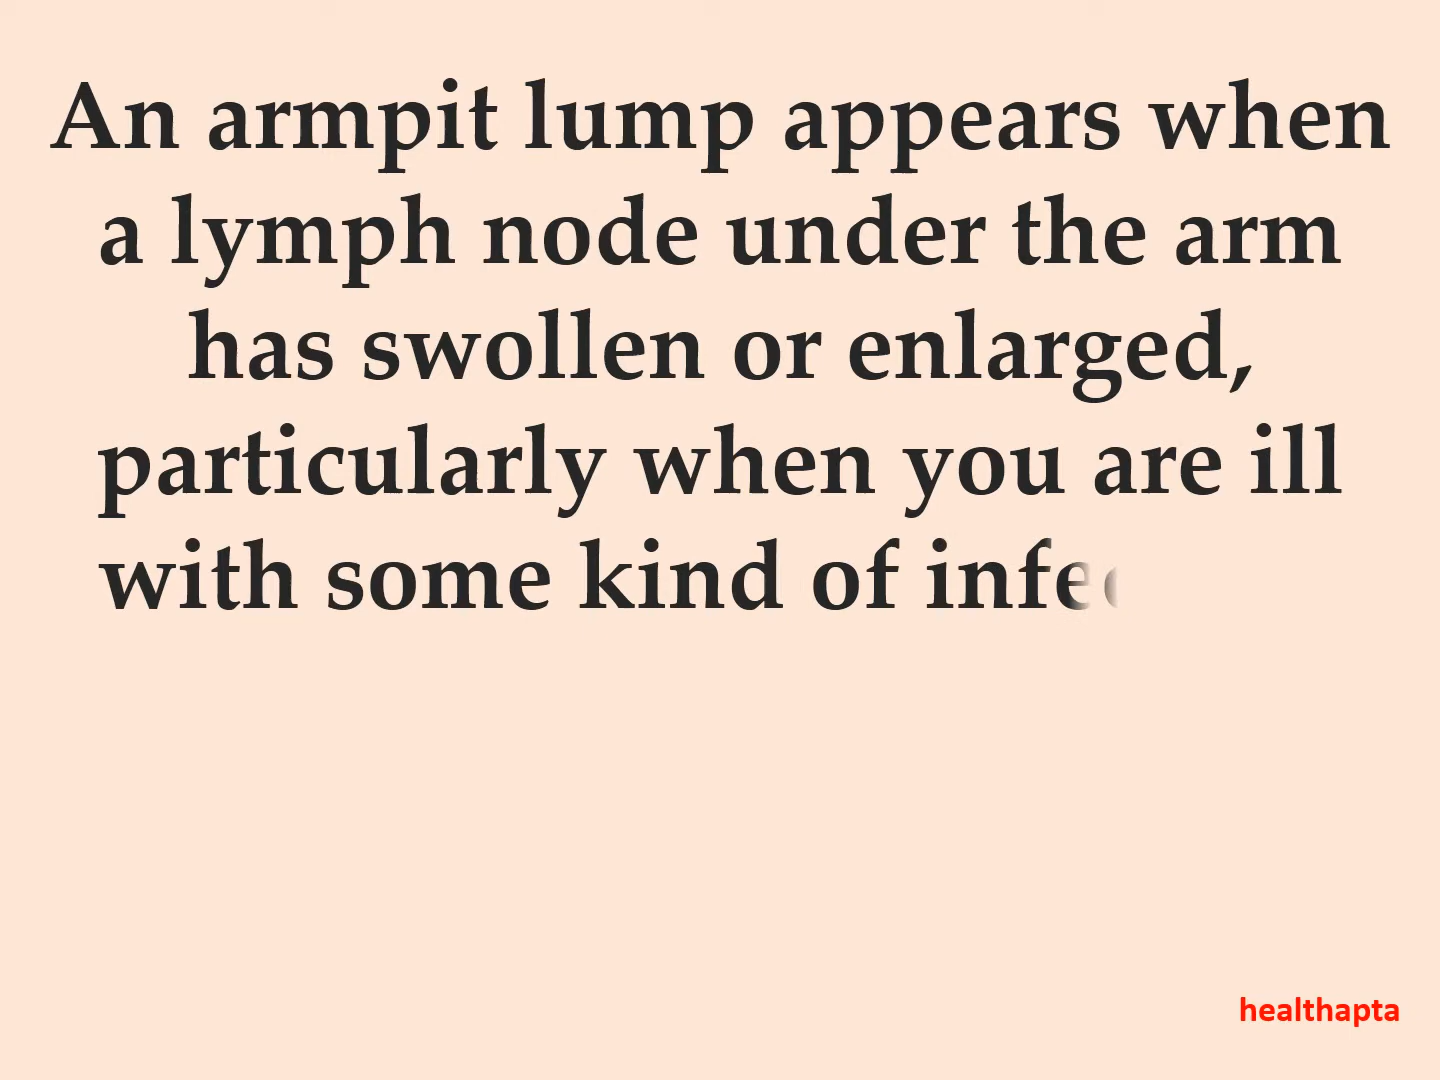 An armpit lump appears when
a lymph node under the arm
has swollen or enlarged,
particularly when you are ill
with some kind of
healthapta